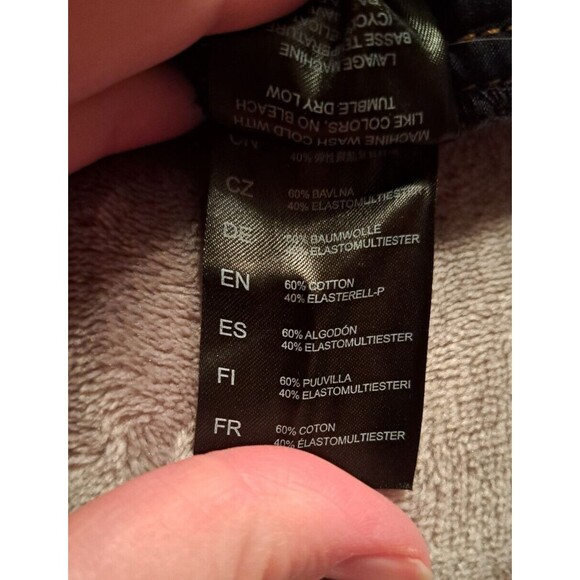 MACHINE WASH COLD WITH
LIKE COLORS, NO BLEACH
TUMBLE DRY LOW
LAVAGE MACHINE
BASSE TEMPÉRATURE
CZ
60% BAVLNA
40% ELASTOMULTIESTER
DE
60% BAUMWOLLE
40% ELASTOMULTIESTER
EN
60% COTTON
40% ELASTERELL-P
ES
60% ALGODÓN
40% ELASTOMULTIESTER
FI
60% PUUVILLA
40% ELASTOMULTIESTERI
FR
60% COTON
40% ÉLASTOMULTIESTER